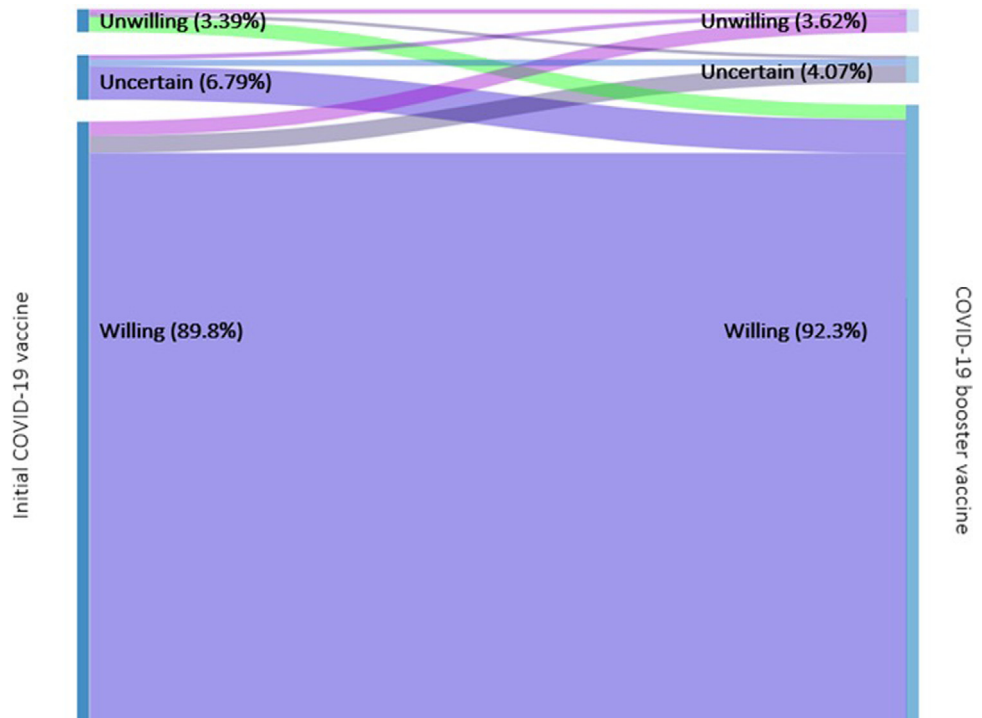 Unwilling (3.39%)
Unwilling (3.62%)
Uncertain (6.79%)
Uncertain (4.07%)
Willing (89.8%)
Willing (92.3%)
Initial COVID-19 vaccine
COVID-19 booster vaccine